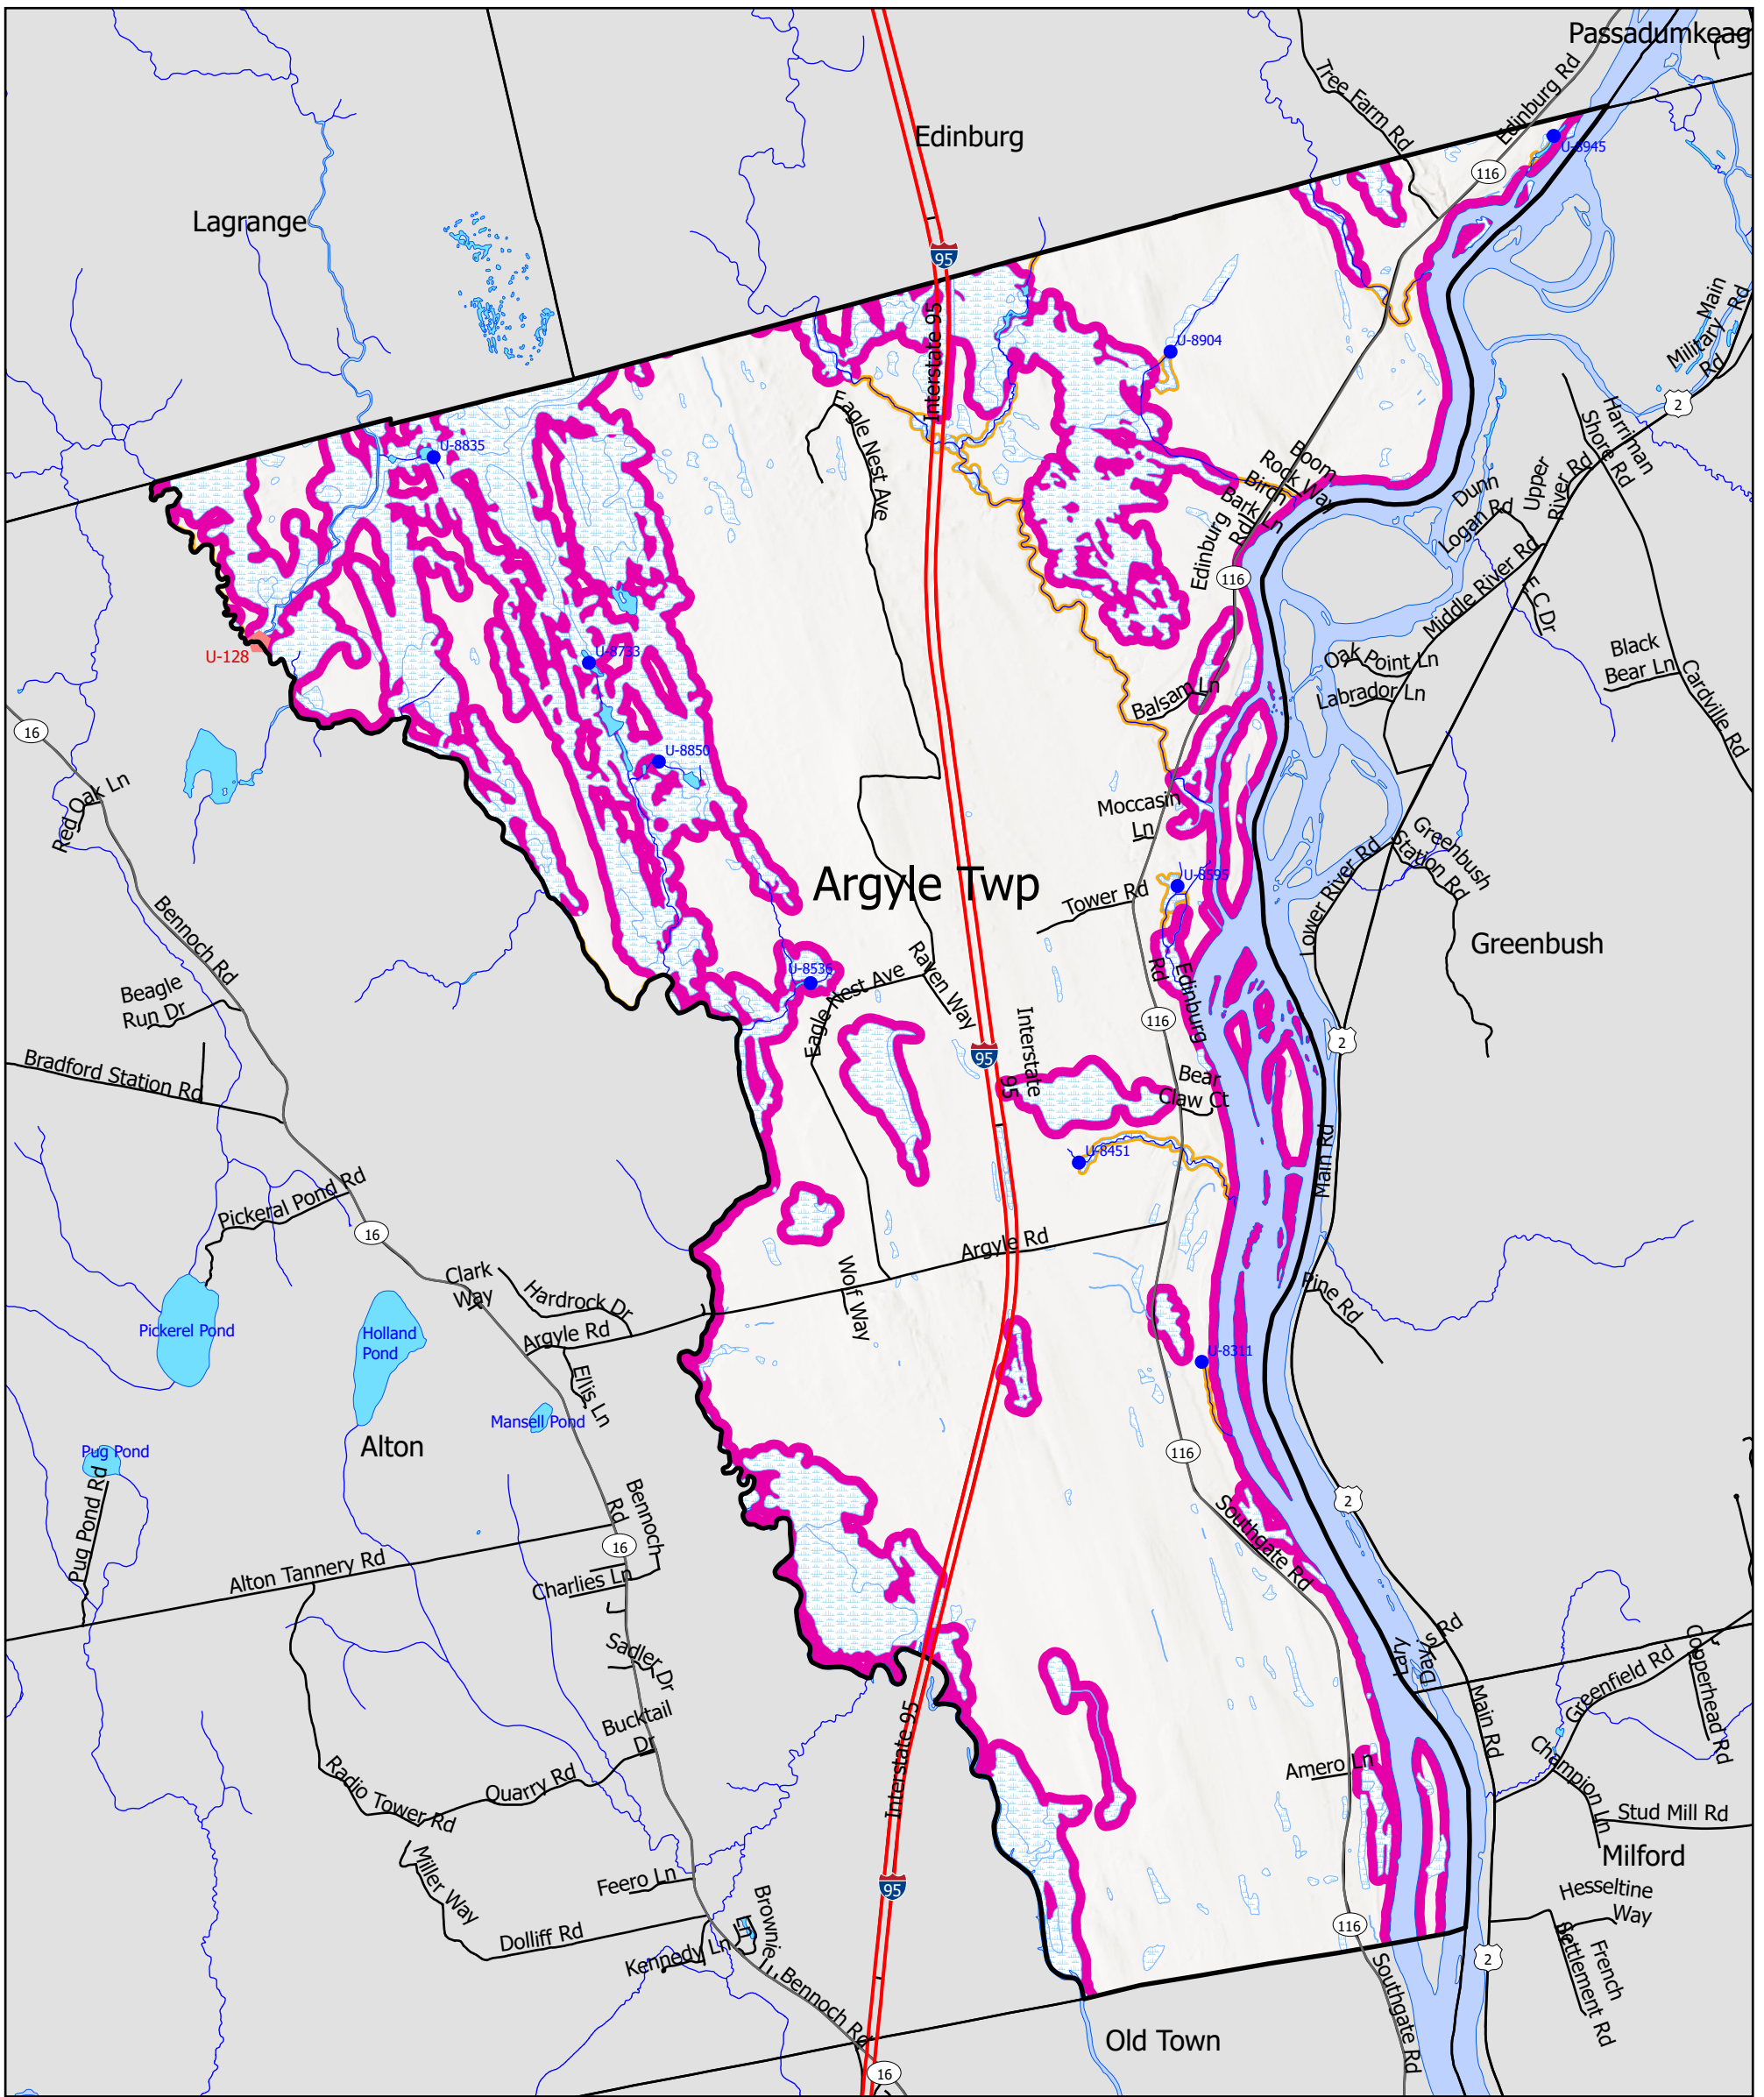 Passadumkeag
Tree Farm Rd
Edinburg Rd
Edinburg
116
U-8945
Lagrange
95
Interstate 95
U-8904
Main
Military Rd
Rd
2
Eagle Nest Ave
U-8835
Harriman
Shore Rd
Boom
Rock Way
Birch
Bark Ln
Edinburg
Rd
Dunn
Logan Rd
Upper
River Rd
Middle River Rd
E C Dr
116
U-128
U-8733
Oak Point Ln
Labrador Ln
Black
Bear Ln
Cardville Rd
Balsam Ln
16
U-8850
Red Oak Ln
Moccasin
Ln
Greenbush
Station Rd
Lower River Rd
Argyle Twp
U-8595
Tower Rd
Bennoch Rd
Greenbush
U-8536
Eagle Nest Ave
Raven Way
Edinburg
Rd
Beagle
Run Dr
116
2
95
Interstate
95
Bradford Station Rd
Bear
Claw Ct
U-8451
Main Rd
Pickeral Pond Rd
16
Argyle Rd
Wolf Way
Clark
Way
Hardrock Dr
Argyle Rd
Pine Rd
Pickerel Pond
Holland
Pond
U-8311
Ellis Ln
Mansell Pond
Alton
Pug Pond
Pug Pond Rd
116
2
Bennoch
Rd
16
Southgate Rd
Alton Tannery Rd
Charlies Ln
Lary
Day
S Rd
Sadler Dr
Greenfield Rd
Copperhead Rd
Main Rd
Bucktail
Dr
Interstate 95
Amero Ln
Champion Ln
Radio Tower Rd
Quarry Rd
Stud Mill Rd
Milford
Miller Way
Feero Ln
95
Hesseltine
Way
Brownie
Ln
Dolliff Rd
Kennedy Ln
116
2
French
Settlement Rd
Bennoch Rd
Southgate Rd
Old Town
16